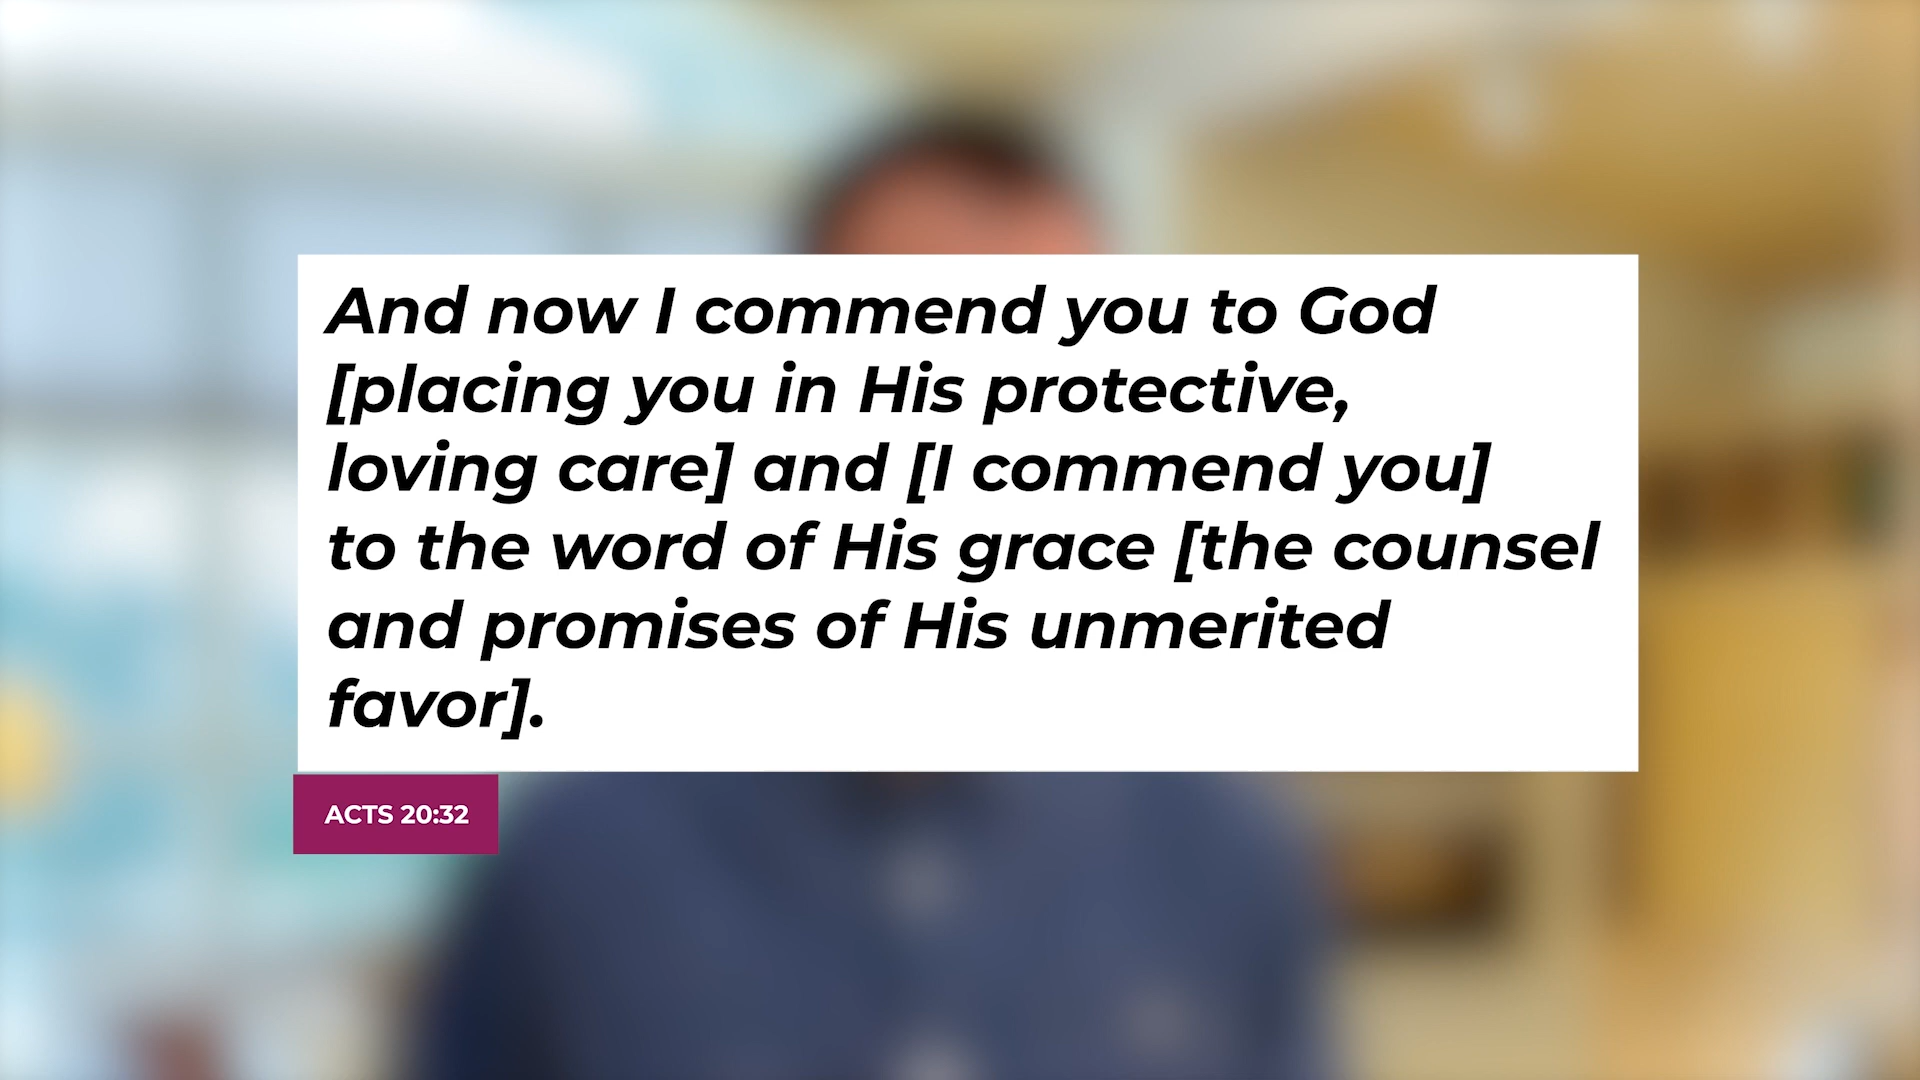 And now I commend you to God
[placing you in His protective,
loving care] and [I commend you]
to the word of His grace [the counsel
and promises of His unmerited
favor].
ACTS 20:32